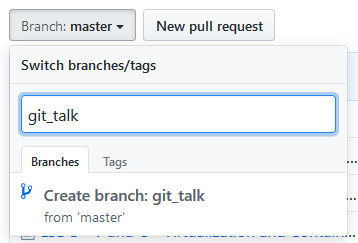 Branch: master
New pull request
Switch branches/tags
git_talk
Branches
Tags
Create branch: git_talk
from ‘master’